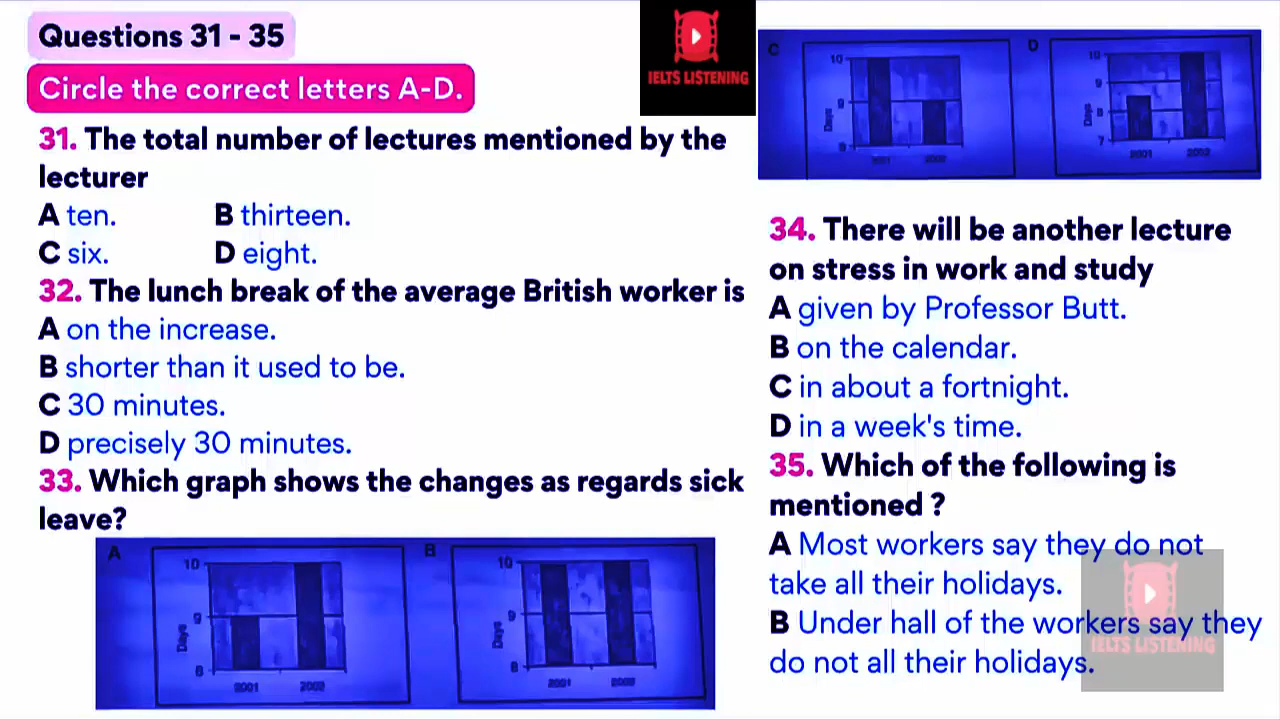 Questions 31 - 35
Circle the correct letters A-D.
31. The total number of lectures mentioned by the
lecturer
A ten. B thirteen.
C six. D eight.
32. The lunch break of the average British worker is
A on the increase.
B shorter than it used to be.
C 30 minutes.
D precisely 30 minutes.
33. Which graph shows the changes as regards sick
leave?
A
10
9
8
Days
2001 2002
B
10
9
8
Days
2001 2002
IELTS LISTENING
C
10
9
Days
2001 2002
D
10
9
8
7
Days
2001 2002
34. There will be another lecture
on stress in work and study
A given by Professor Butt.
B on the calendar.
C in about a fortnight.
D in a week's time.
35. Which of the following is
mentioned ?
A Most workers say they do not
take all their holidays.
B Under hall of the workers say they
do not all their holidays.
IELTS LISTENING